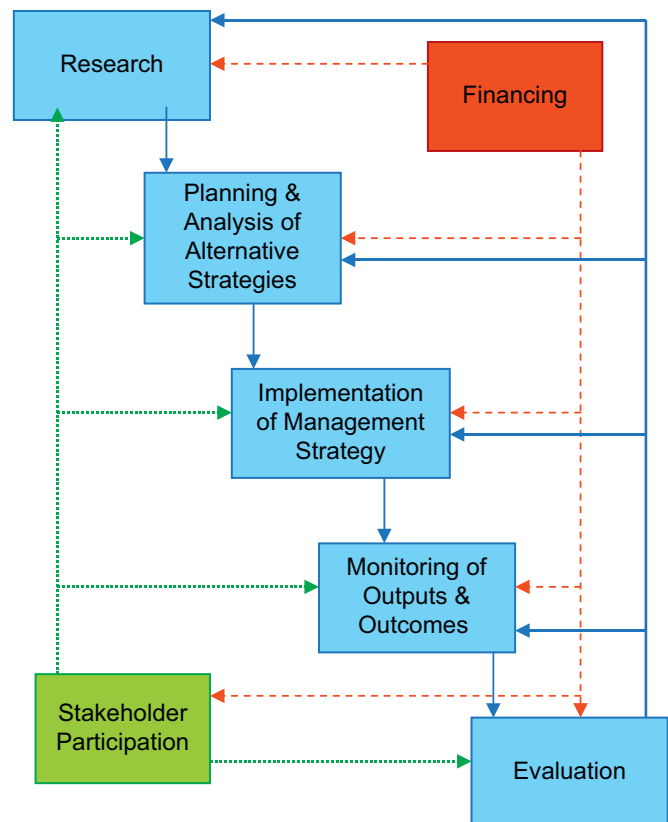 Research
Financing
Planning &
Analysis of
Alternative
Strategies
Implementation
of Management
Strategy
Monitoring of
Outputs &
Outcomes
Stakeholder
Participation
Evaluation